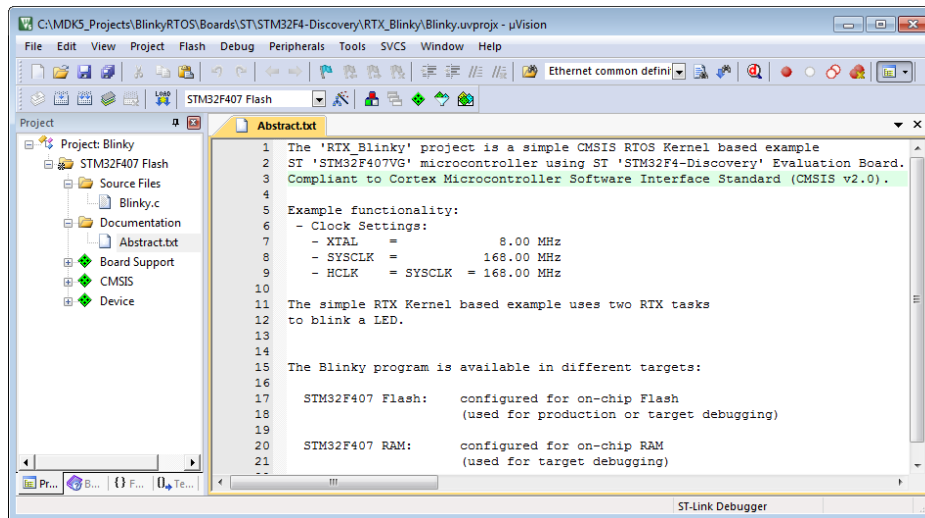 C:\MDK5_Projects\BlinkyRTOS\Boards\ST\STM32F4-Discovery\RTX_Blinky\Blinky.uvprojx - µVision
File Edit View Project Flash Debug Peripherals Tools SVCS Window Help
Ethernet common definit
LOAD STM32F407 Flash
Project
Project: Blinky
STM32F407 Flash
Source Files
Blinky.c
Documentation
Abstract.txt
Board Support
CMSIS
Device
Pr... B... {} F... 0 Te...
Abstract.txt
1 The 'RTX_Blinky' project is a simple CMSIS RTOS Kernel based example
2 ST 'STM32F407VG' microcontroller using ST 'STM32F4-Discovery' Evaluation Board.
3 Compliant to Cortex Microcontroller Software Interface Standard (CMSIS v2.0).
4
5 Example functionality:
6 - Clock Settings:
7 - XTAL = 8.00 MHz
8 - SYSCLK = 168.00 MHz
9 - HCLK = SYSCLK = 168.00 MHz
10
11 The simple RTX Kernel based example uses two RTX tasks
12 to blink a LED.
13
14
15 The Blinky program is available in different targets:
16
17 STM32F407 Flash: configured for on-chip Flash
18 (used for production or target debugging)
19
20 STM32F407 RAM: configured for on-chip RAM
21 (used for target debugging)
ST-Link Debugger